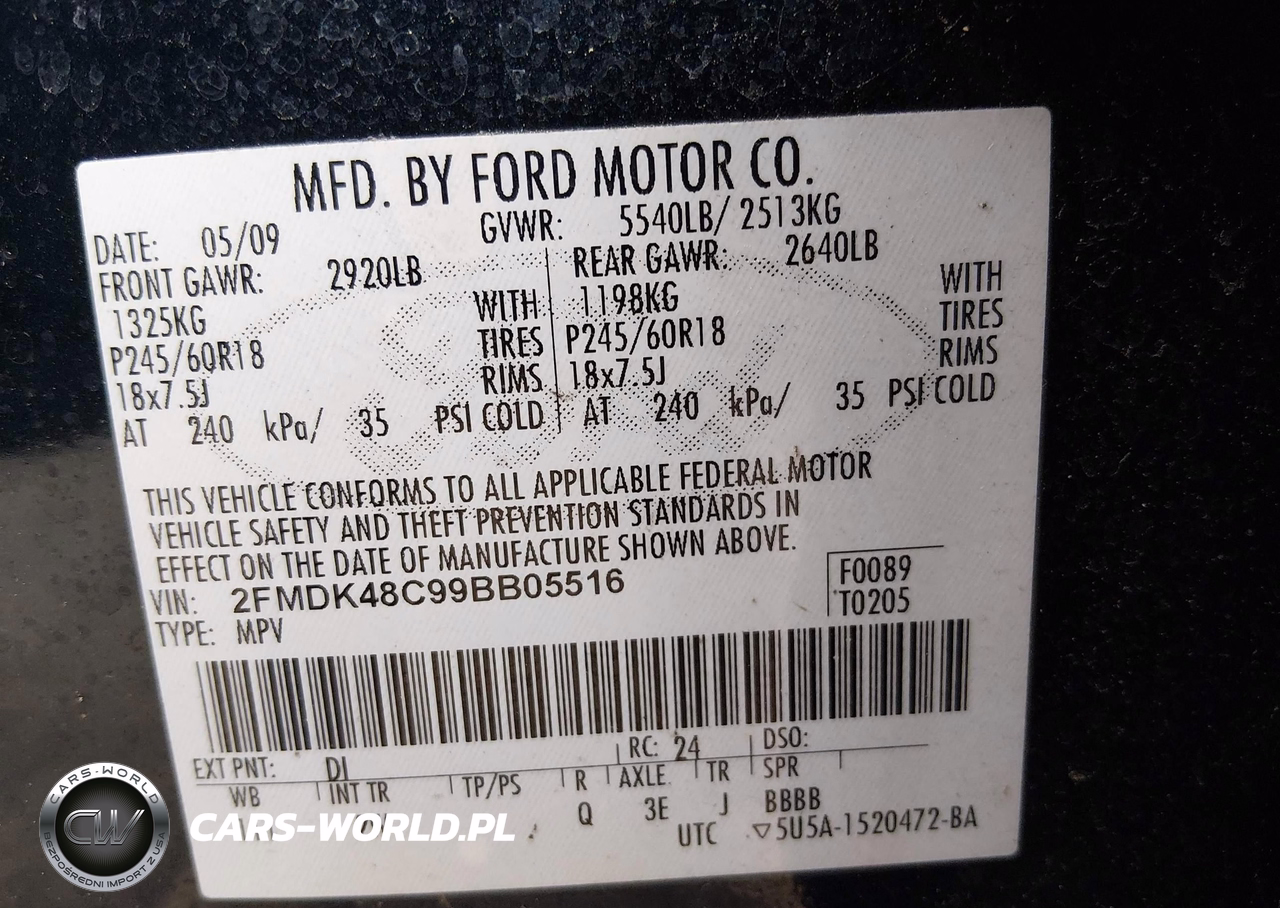 MFD. BY FORD MOTOR CO.
DATE: 05/09 GVWR: 5540LB/ 2513KG
FRONT GAWR: 2920LB REAR GAWR: 2640LB
1325KG WITH 1198KG WITH
P245/60R18 TIRES P245/60R18 TIRES
18x7.5J RIMS 18x7.5J RIMS
AT 240 kPa/ 35 PSI COLD AT 240 kPa/ 35 PSI COLD
THIS VEHICLE CONFORMS TO ALL APPLICABLE FEDERAL MOTOR
VEHICLE SAFETY AND THEFT PREVENTION STANDARDS IN
EFFECT ON THE DATE OF MANUFACTURE SHOWN ABOVE.
VIN: 2FMDK48C99BB05516 F0089
TYPE: MPV T0205
EXT PNT: DJ RC: 24 DSO:
WB INT TR TP/PS R AXLE TR SPR
Q 3E J BBBB
UTC ▽5U5A-1520472-BA
CARS-WORLD
CW
BEZPOŚREDNI IMPORT Z USA
CARS-WORLD.PL